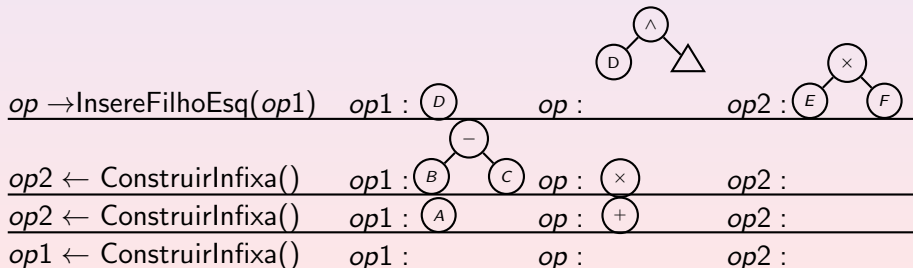 ∧
D
×
op →InsereFilhoEsq(op1) op1 : D op : op2 : E F
−
op2 ← ConstruirInfixa() op1 : B C op : × op2 :
op2 ← ConstruirInfixa() op1 : A op : + op2 :
op1 ← ConstruirInfixa() op1 : op : op2 :